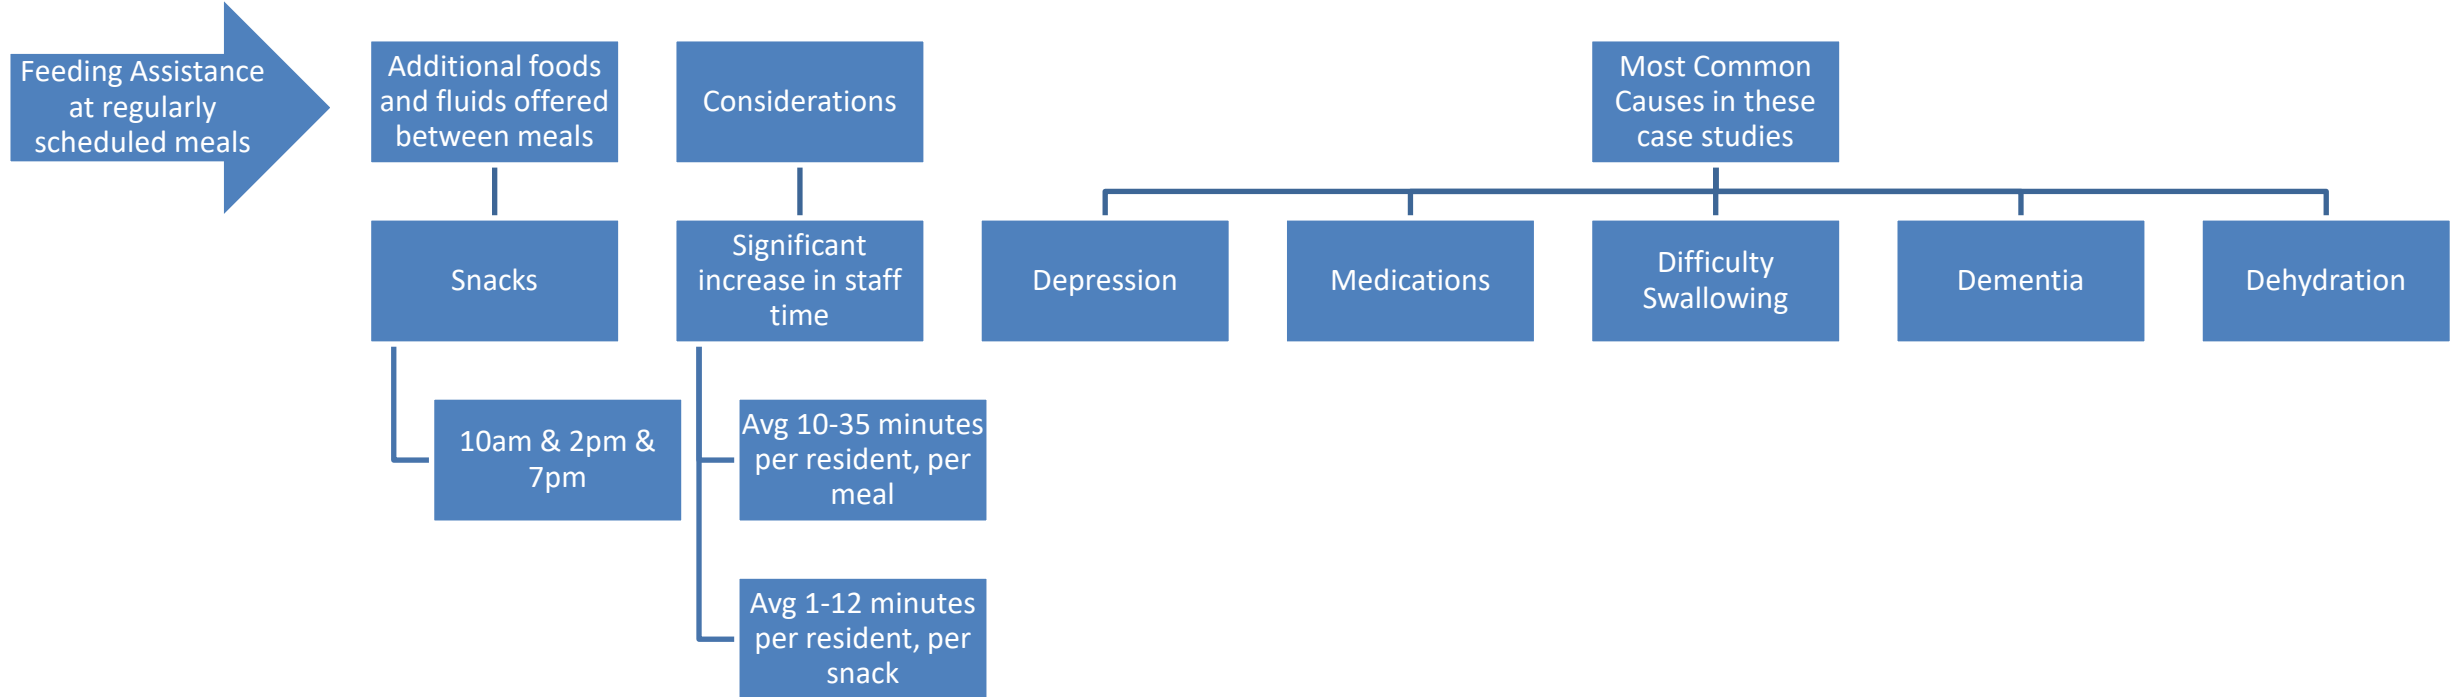 Feeding Assistance
at regularly
scheduled meals
Additional foods
and fluids offered
between meals
Snacks
10am & 2pm &
7pm
Considerations
Significant
increase in staff
time
Avg 10-35 minutes
per resident, per
meal
Avg 1-12 minutes
per resident, per
snack
Most Common
Causes in these
case studies
Depression
Medications
Difficulty
Swallowing
Dementia
Dehydration